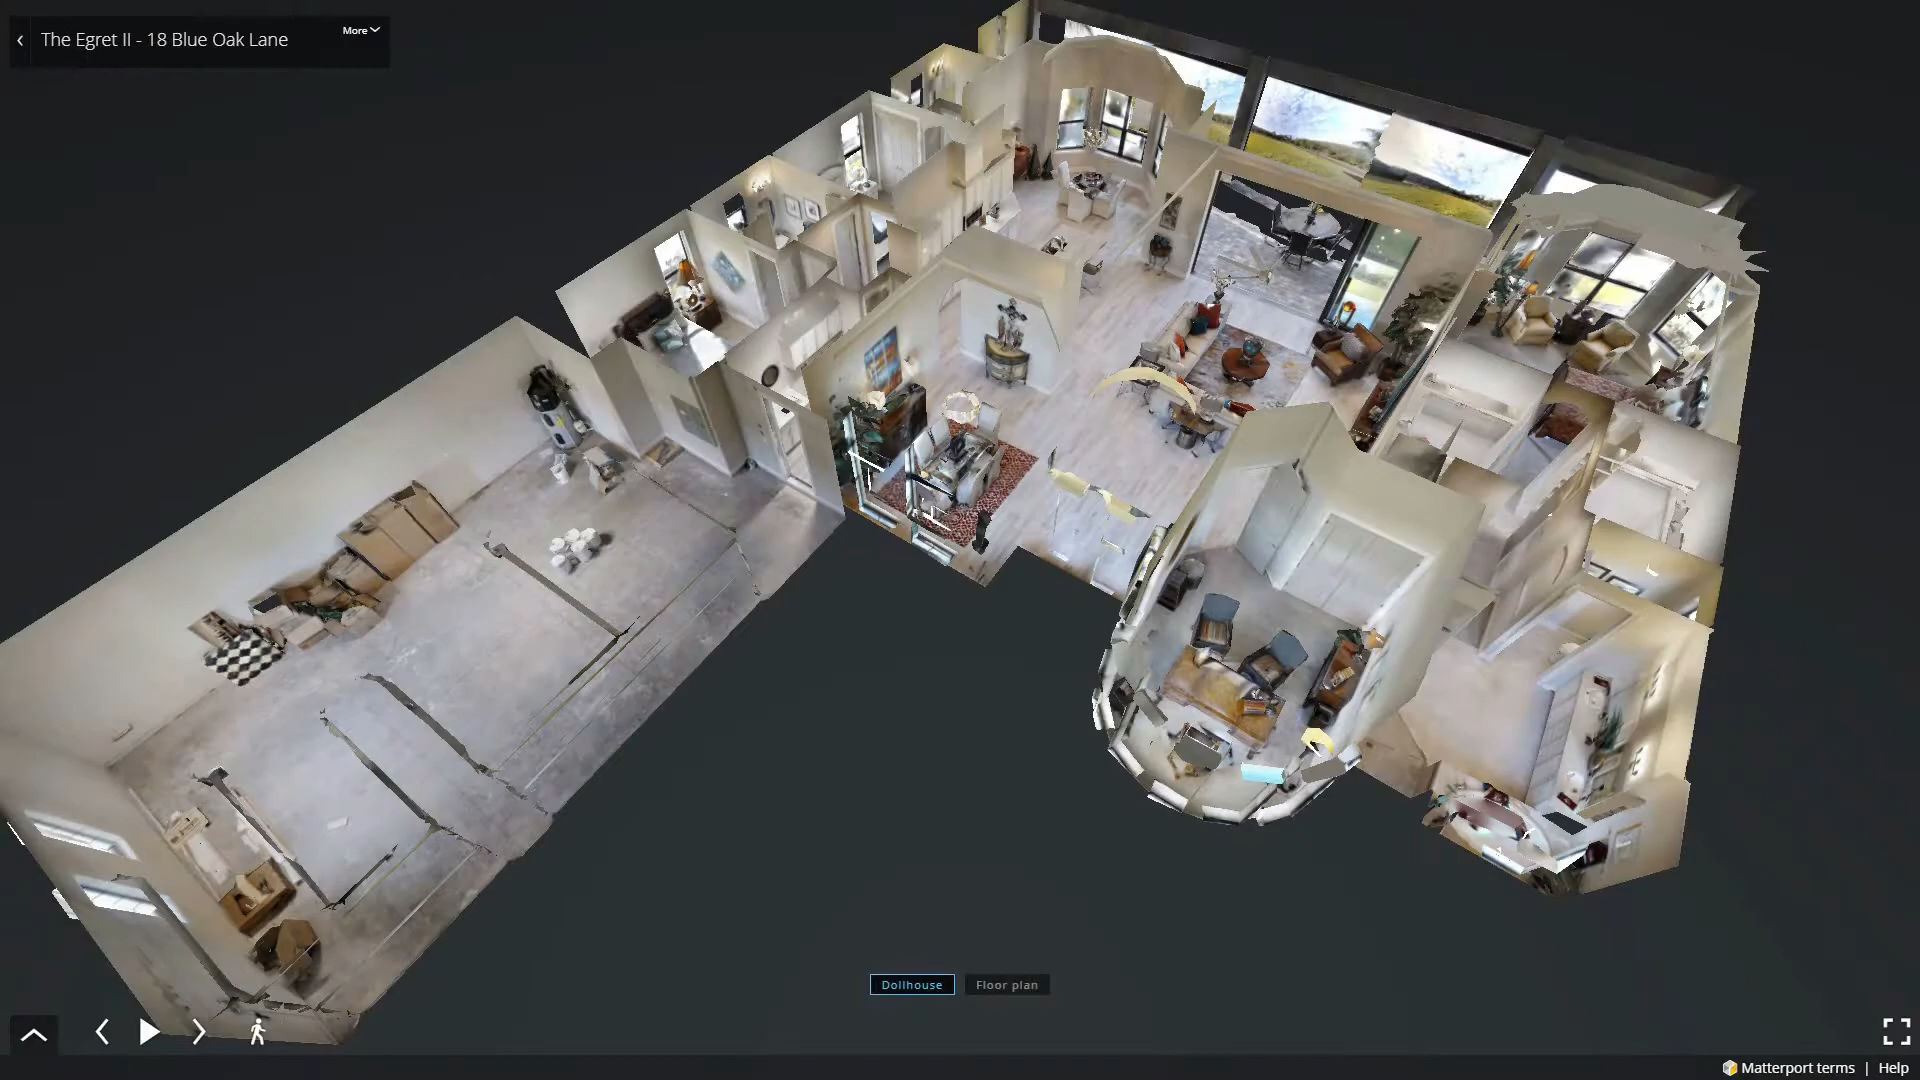 The Egret II - 18 Blue Oak Lane
More
Dollhouse
Floor plan
Matterport terms | Help